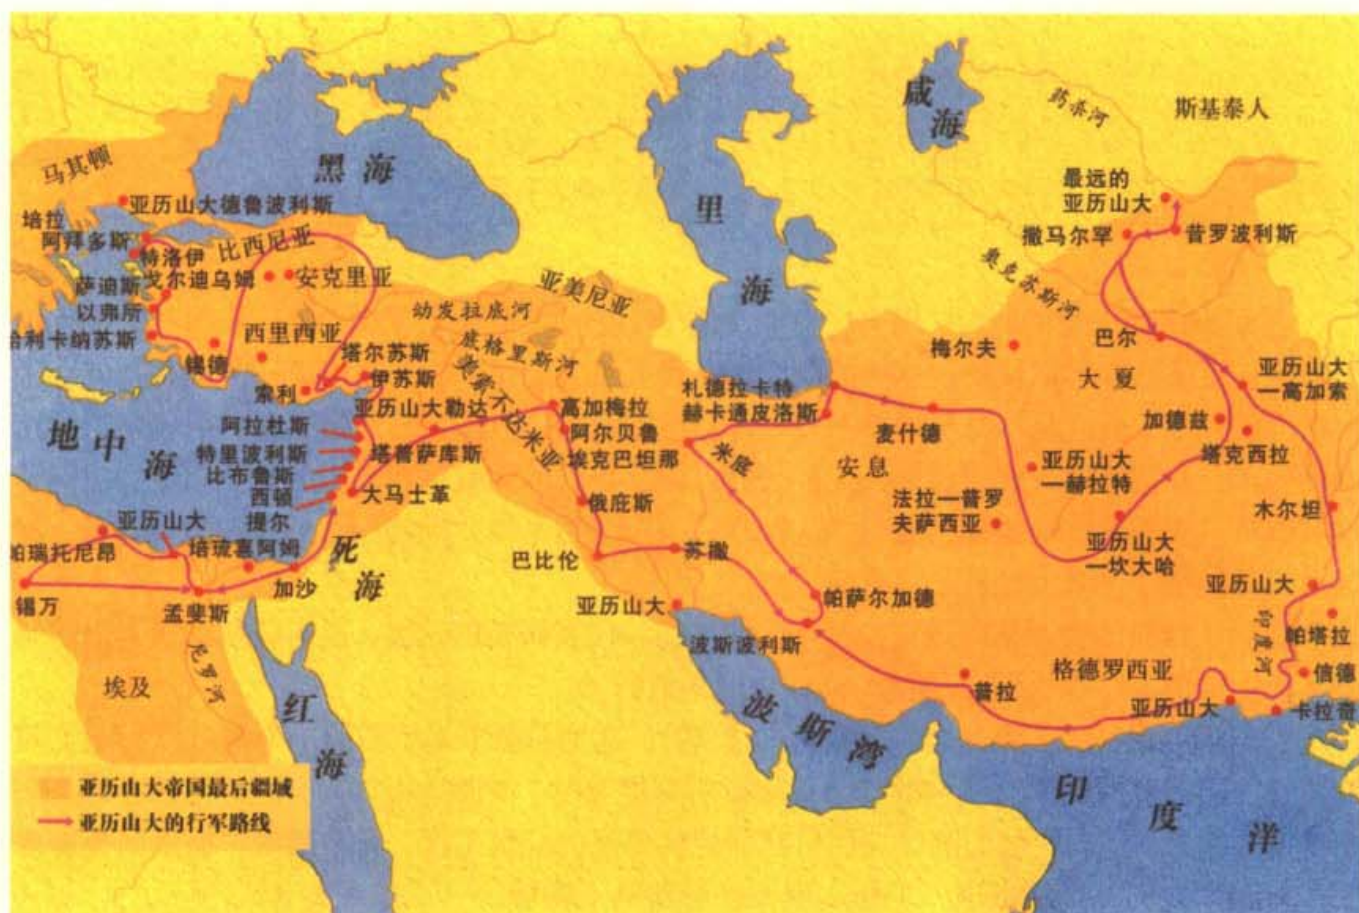 咸海
药杀河
斯基泰人
马其顿
黑海
最远的
亚历山大
培拉
亚历山大德鲁波利斯
里海
阿拜多斯
比西尼亚
撒马尔罕
昔罗波利斯
特洛伊
奥克苏斯河
萨迪斯
戈尔迪乌姆
安克里亚
亚美尼亚
以弗所
幼发拉底河
哈利卡纳苏斯
西里西亚
底格里斯河
梅尔夫
巴尔
塔尔苏斯
锡德
美索不达米亚
伊苏斯
大夏
亚历山大
一高加索
索利
札德拉卡特
亚历山大勒达
高加梅拉
赫卡通皮洛斯
阿拉杜斯
加德兹
地中海
阿尔贝鲁
麦什德
特里波利斯
塔普萨库斯
埃克巴坦那
米底
塔克西拉
比布鲁斯
安息
亚历山大
一赫拉特
西顿
大马士革
俄庇斯
法拉一普罗
夫萨西亚
木尔坦
提尔
亚历山大
帕瑞托尼昂
培琉喜阿姆
死海
巴比伦
苏撒
亚历山大
一坎大哈
加沙
亚历山大
锡万
孟斐斯
亚历山大
帕萨尔加德
帕塔拉
印度河
尼罗河
波斯波利斯
埃及
格德罗西亚
信德
普拉
红海
波斯湾
亚历山大
卡拉奇
亚历山大帝国最后疆域
亚历山大的行军路线
印度洋